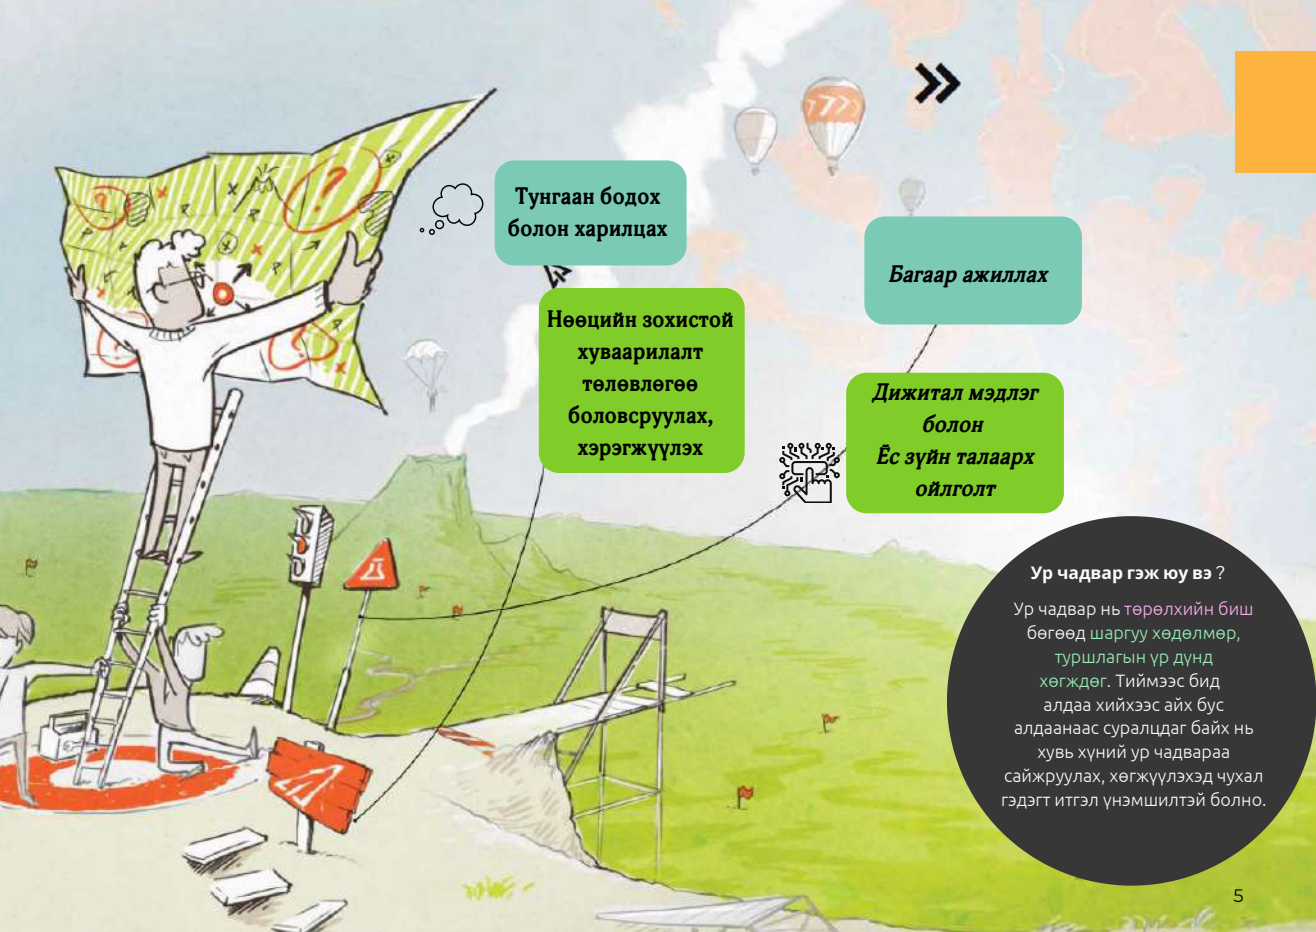 Тунгаан бодох
болон харилцах
Нөөцийн зохистой
хуваарилалт
төлөвлөгөө
боловсруулах,
хэрэгжүүлэх
Багаар ажиллах
Дижитал мэдлэг
болон
Ёс зүйн талаарх
ойлголт
Ур чадвар гэж юу вэ ?
Ур чадвар нь төрөлхийн биш
бөгөөд шаргуу хөдөлмөр,
туршлагын үр дүнд
хөгждөг. Тиймээс бид
алдаа хийхээс айх бус
алдаанаас суралцдаг байх нь
хувь хүний ур чадвараа
сайжруулах, хөгжүүлэхэд чухал
гэдэгт итгэл үнэмшилтэй болно.
5